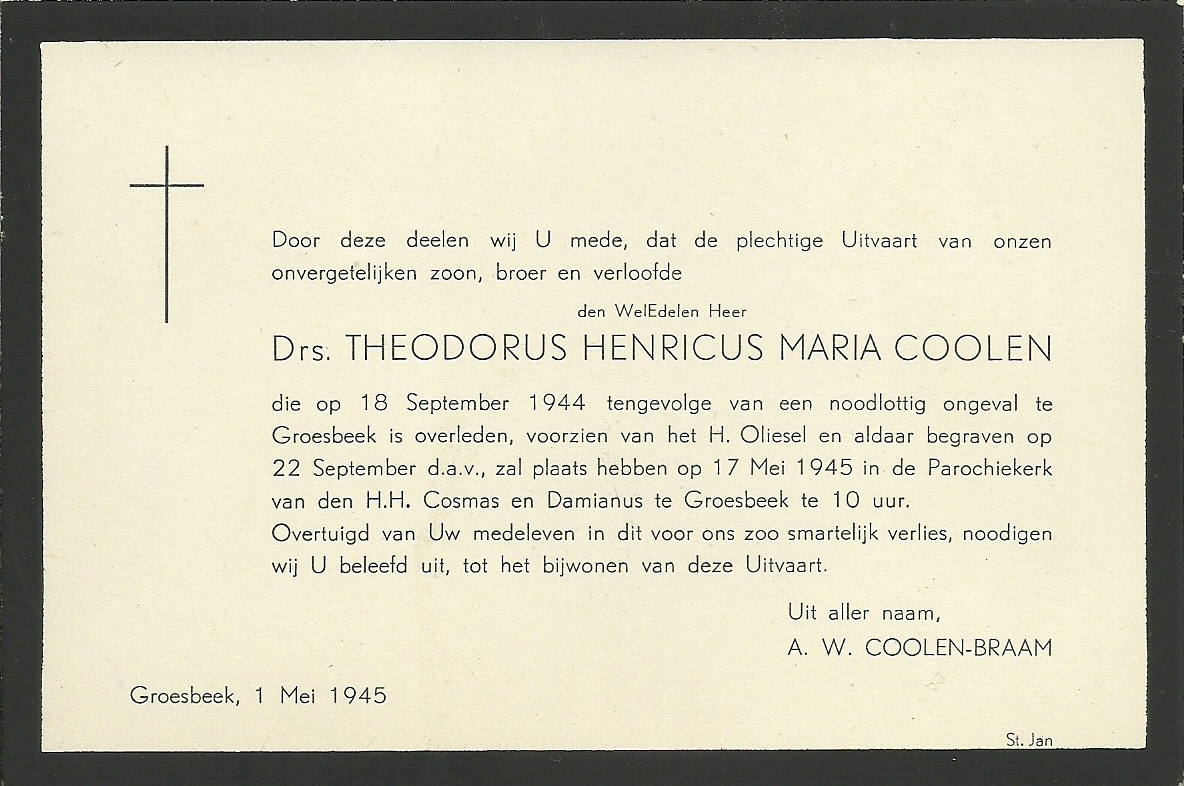 Door deze deelen wij U mede, dat de plechtige Uitvaart van onzen
onvergetelijken zoon, broer en verloofde
den WelEdelen Heer
Drs. THEODORUS HENRICUS MARIA COOLEN
die op 18 September 1944 tengevolge van een noodlottig ongeval te
Groesbeek is overleden, voorzien van het H. Oliesel en aldaar begraven op
22 September d.a.v., zal plaats hebben op 17 Mei 1945 in de Parochiekerk
van den H.H. Cosmas en Damianus te Groesbeek te 10 uur.
Overtuigd van Uw medeleven in dit voor ons zoo smartelijk verlies, noodigen
wij U beleefd uit, tot het bijwonen van deze Uitvaart.
Uit aller naam,
A. W. COOLEN-BRAAM
Groesbeek, 1 Mei 1945
St. Jan